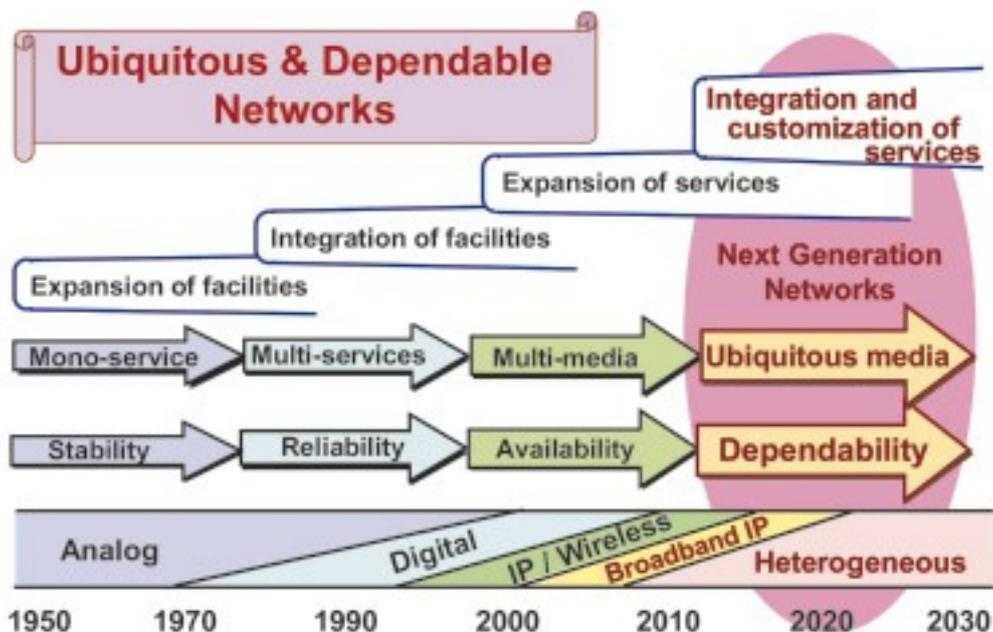 Ubiquitous & Dependable
Networks
Integration and
customization of
services
Expansion of services
Integration of facilities
Expansion of facilities
Next Generation
Networks
Mono-service
Multi-services
Multi-media
Ubiquitous media
Stability
Reliability
Availability
Dependability
Analog
Digital
IP / Wireless
Broadband IP
Heterogeneous
1950 1970 1990 2000 2010 2020 2030